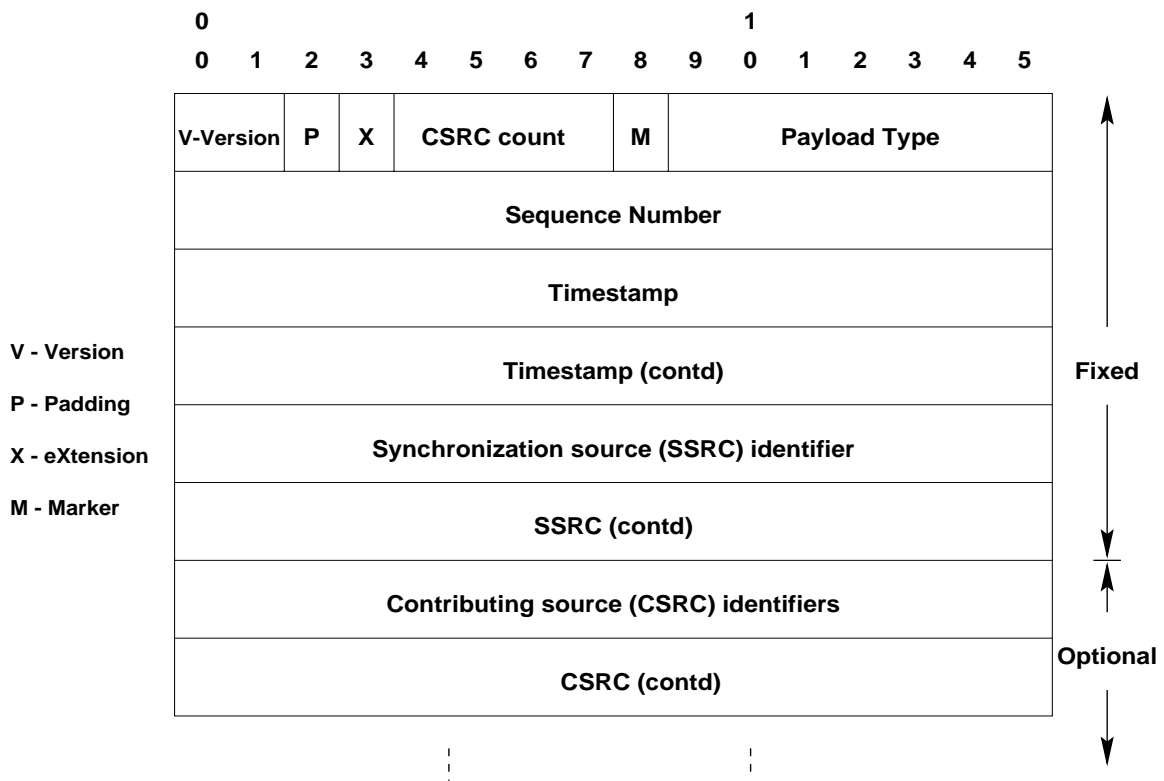 0 1
0 1 2 3 4 5 6 7 8 9 0 1 2 3 4 5
V-Version P X CSRC count M Payload Type
Sequence Number
Timestamp
Timestamp (contd)
Synchronization source (SSRC) identifier
SSRC (contd)
Contributing source (CSRC) identifiers
CSRC (contd)
V - Version
P - Padding
X - eXtension
M - Marker
Fixed
Optional